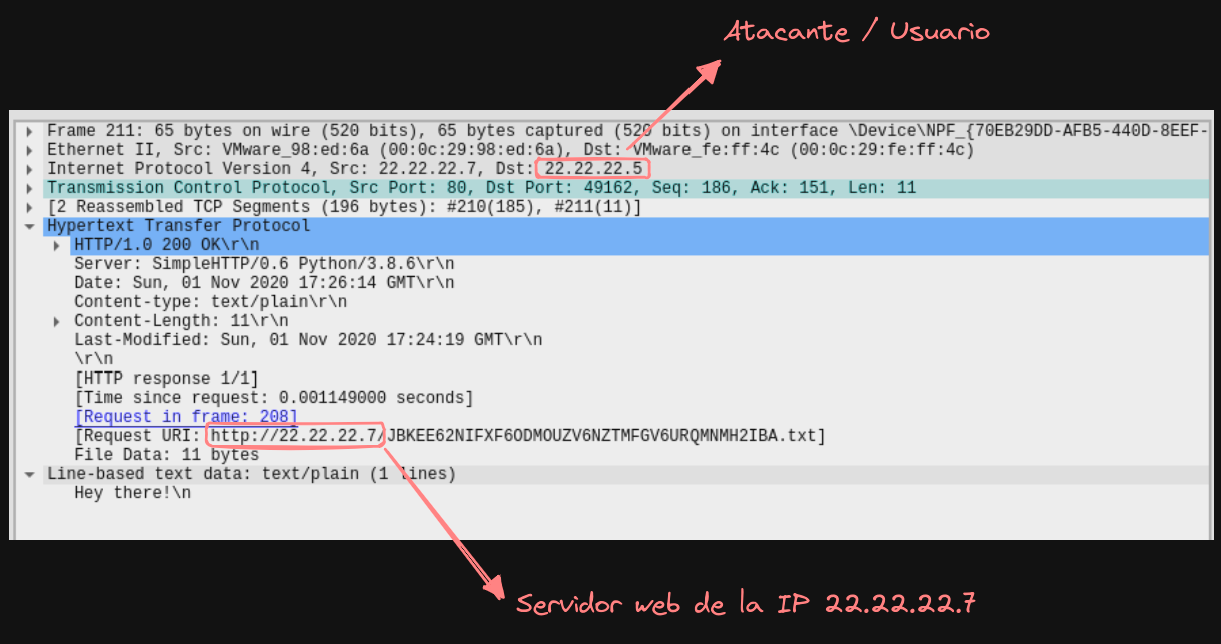 Atacante / Usuario
Frame 211: 65 bytes on wire (520 bits), 65 bytes captured (520 bits) on interface \Device\NPF_{70EB29DD-AFB5-440D-8EEF-
Ethernet II, Src: VMware_98:ed:6a (00:0c:29:98:ed:6a), Dst: VMware_fe:ff:4c (00:0c:29:fe:ff:4c)
Internet Protocol Version 4, Src: 22.22.22.7, Dst: 22.22.22.5
Transmission Control Protocol, Src Port: 80, Dst Port: 49162, Seq: 186, Ack: 151, Len: 11
[2 Reassembled TCP Segments (196 bytes): #210(185), #211(11)]
Hypertext Transfer Protocol
HTTP/1.0 200 OK\r\n
Server: SimpleHTTP/0.6 Python/3.8.6\r\n
Date: Sun, 01 Nov 2020 17:26:14 GMT\r\n
Content-type: text/plain\r\n
Content-Length: 11\r\n
Last-Modified: Sun, 01 Nov 2020 17:24:19 GMT\r\n
\r\n
[HTTP response 1/1]
[Time since request: 0.001149000 seconds]
[Request in frame: 208]
[Request URI: http://22.22.22.7/JBKEE62NIFXF6ODMOUZV6NZTMFGV6URQMNMH2IBA.txt]
File Data: 11 bytes
Line-based text data: text/plain (1 lines)
Hey there!\n
Servidor web de la IP 22.22.22.7